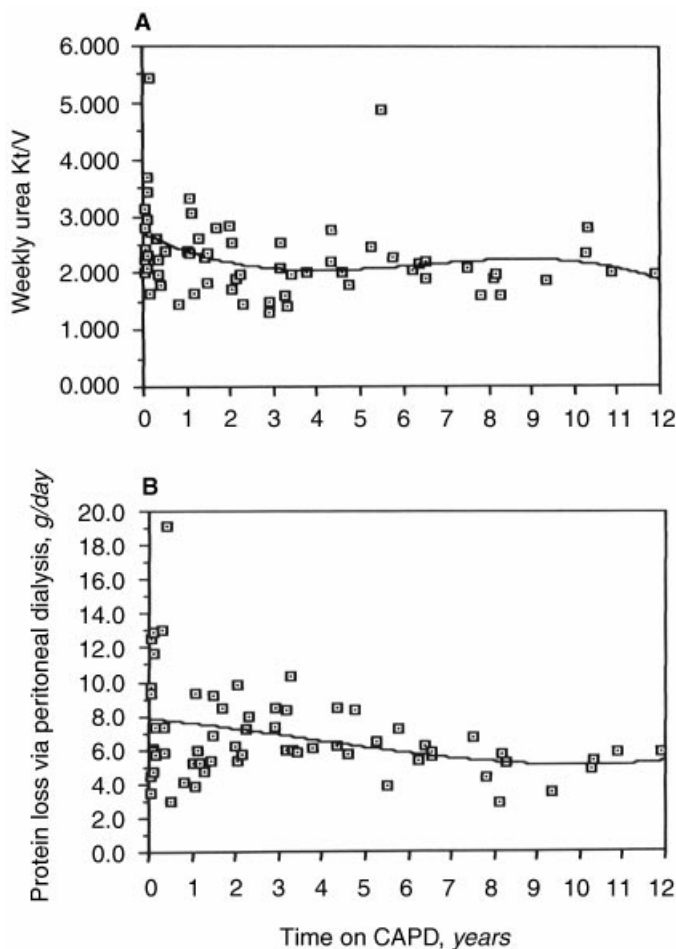 A
6.000
5.000
4.000
3.000
2.000
1.000
0.000
Weekly urea Kt/V
0 1 2 3 4 5 6 7 8 9 10 11 12
B
20.0
18.0
16.0
14.0
12.0
10.0
8.0
6.0
4.0
2.0
0.0
Protein loss via peritoneal dialysis, g/day
0 1 2 3 4 5 6 7 8 9 10 11 12
Time on CAPD, years